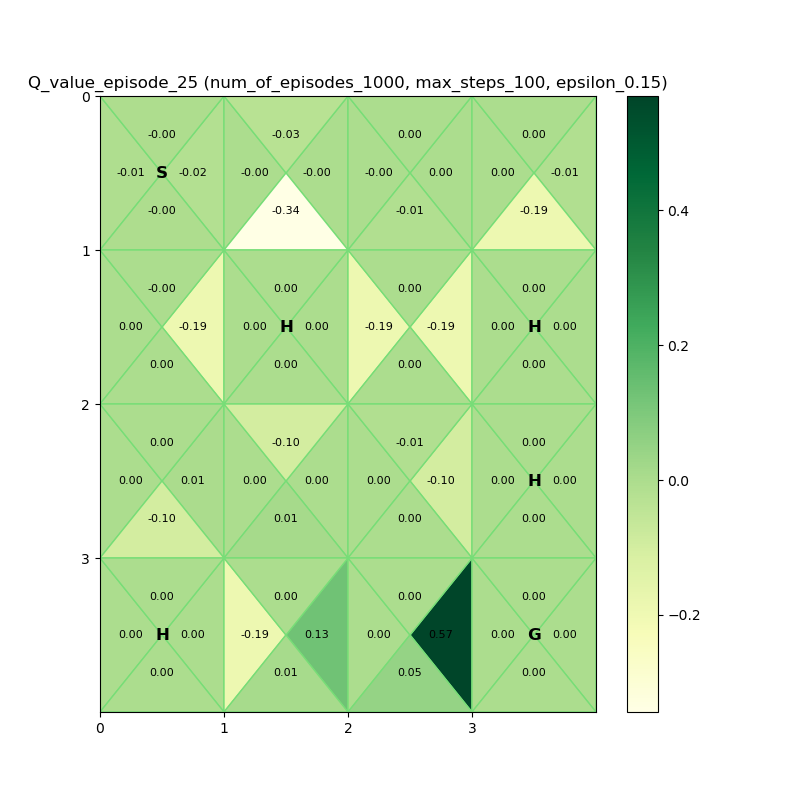 Q_value_episode_25 (num_of_episodes_1000, max_steps_100, epsilon_0.15)
0
-0.00 -0.03 0.00 0.00
-0.01 S -0.02 -0.00 -0.00 -0.00 0.00 0.00 -0.01
-0.00 -0.34 -0.01 -0.19
1
-0.00 0.00 0.00 0.00
0.00 -0.19 0.00 H 0.00 -0.19 -0.19 0.00 H 0.00
0.00 0.00 0.00 0.00
2
0.00 -0.10 -0.01 0.00
0.00 0.01 0.00 0.00 0.00 -0.10 0.00 H 0.00
-0.10 0.01 0.00 0.00
3
0.00 0.00 0.00 0.00
0.00 H 0.00 -0.19 0.13 0.00 0.57 0.00 G 0.00
0.00 0.01 0.05 0.00
0 1 2 3
0.4
0.2
0.0
−0.2